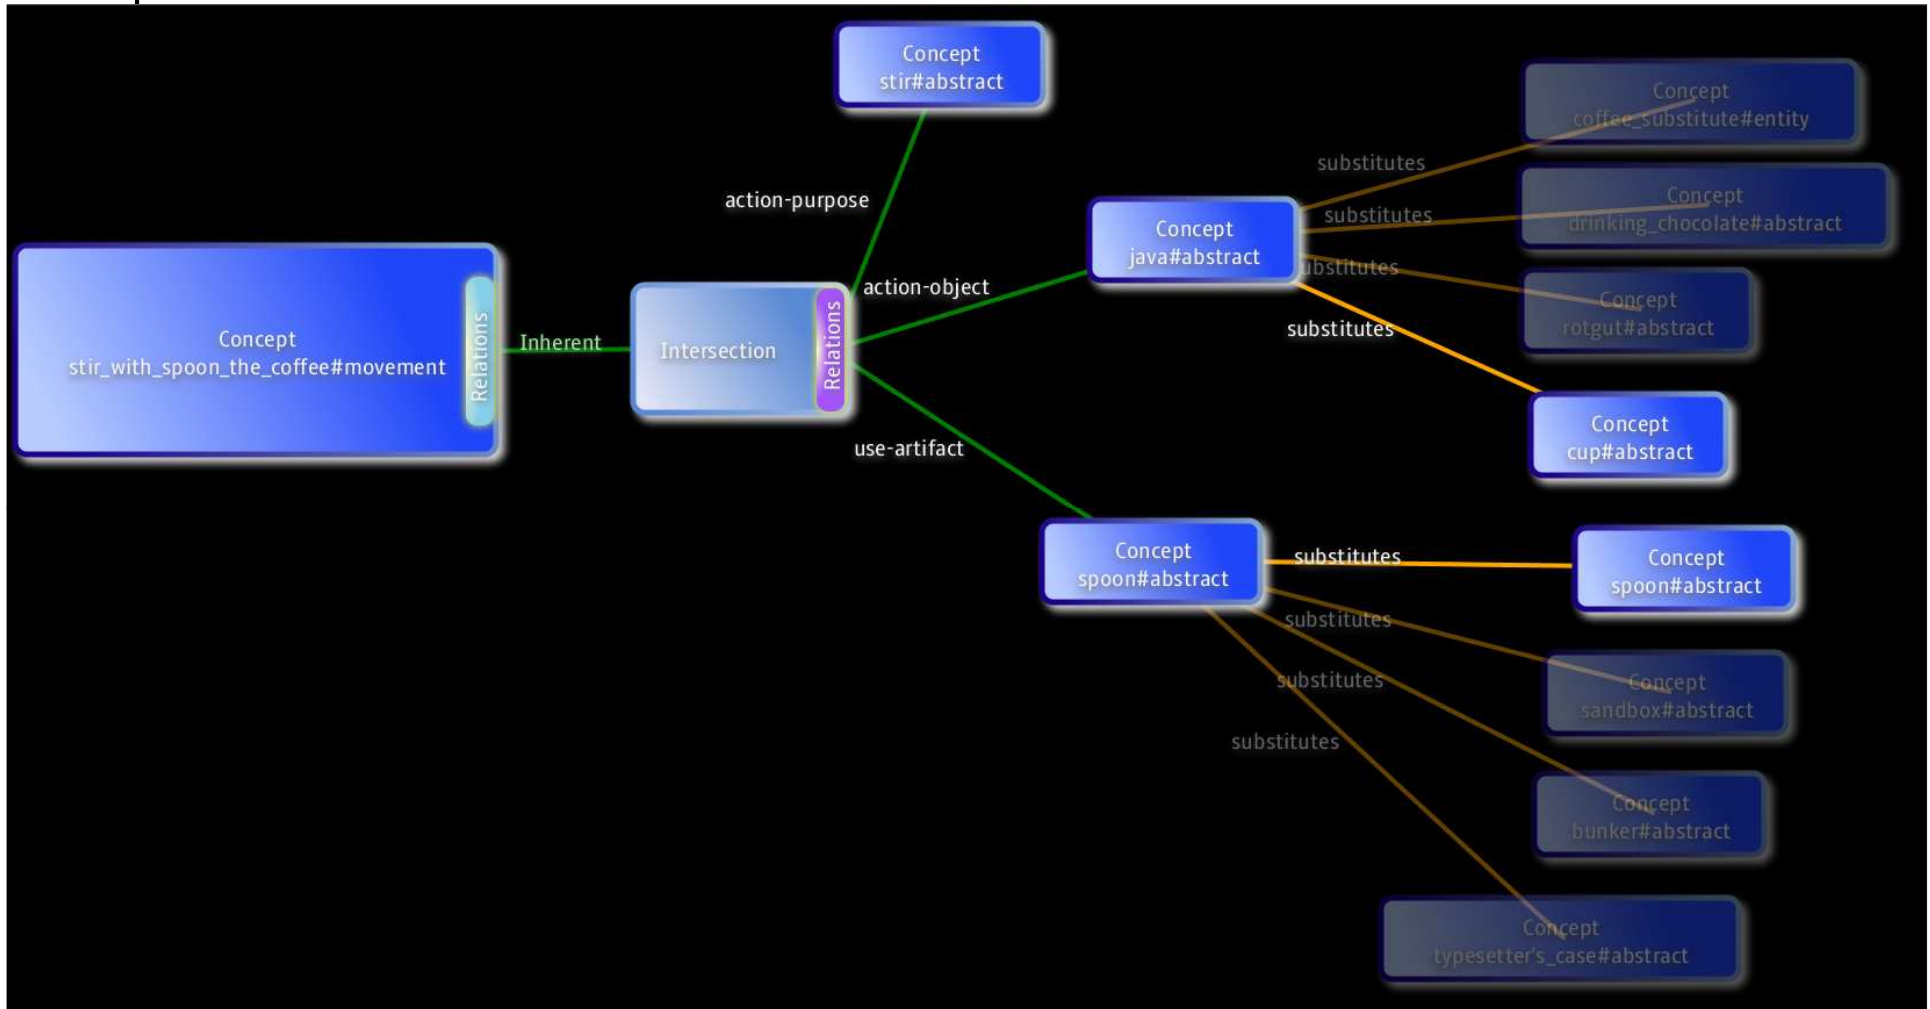 Concept
stir#abstract
Concept
coffee_substitute#entity
substitutes
action-purpose
Concept
drinking_chocolate#abstract
substitutes
Concept
java#abstract
ubstitutes
action-object
Concept
rotgut#abstract
substitutes
Concept
stir_with_spoon_the_coffee#movement
Relations
Inherent
Intersection
Relations
Concept
cup#abstract
use-artifact
Concept
spoon#abstract
substitutes
Concept
spoon#abstract
substitutes
Concept
sandbox#abstract
substitutes
substitutes
Concept
bunker#abstract
Concept
typesetter's_case#abstract